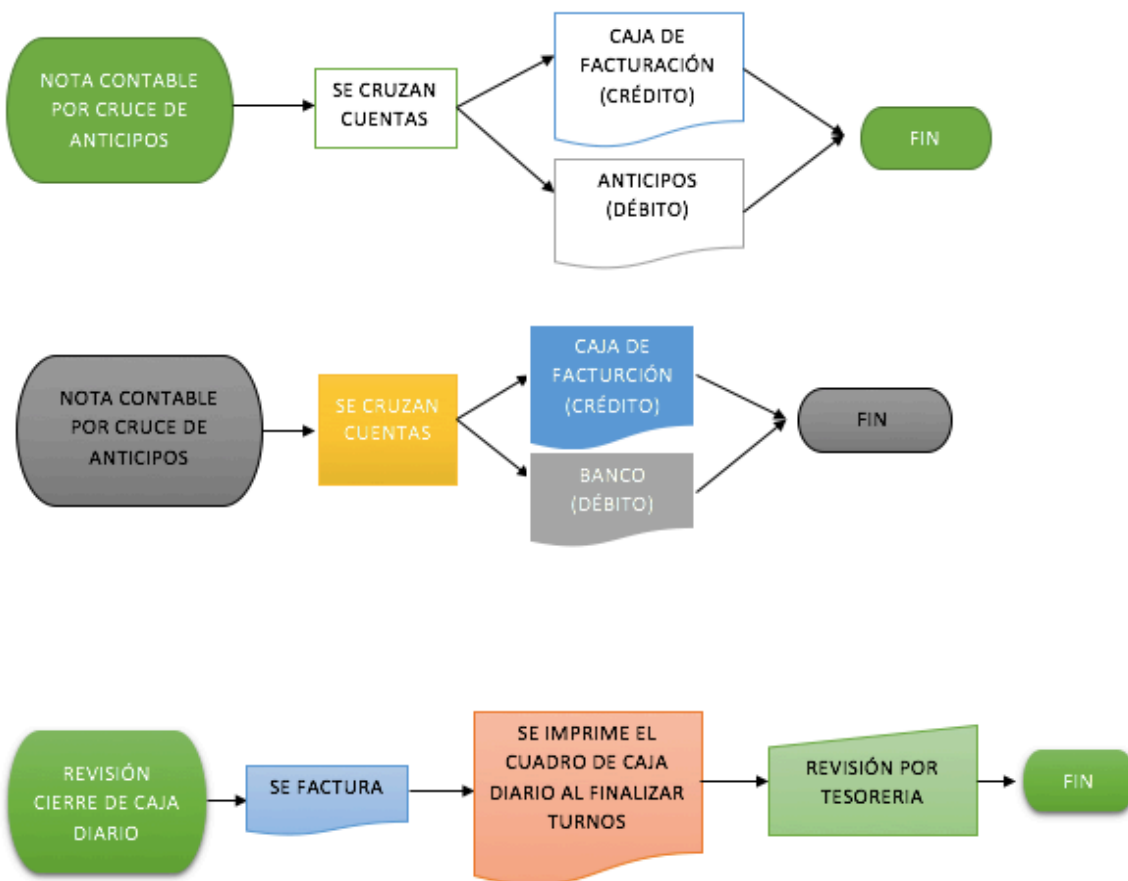 NOTA CONTABLE
POR CRUCE DE
ANTICIPOS
SE CRUZAN
CUENTAS
CAJA DE
FACTURACIÓN
(CRÉDITO)
ANTICIPOS
(DÉBITO)
FIN
NOTA CONTABLE
POR CRUCE DE
ANTICIPOS
SE CRUZAN
CUENTAS
CAJA DE
FACTURCIÓN
(CRÉDITO)
BANCO
(DÉBITO)
FIN
REVISIÓN
CIERRE DE CAJA
DIARIO
SE FACTURA
SE IMPRIME EL
CUADRO DE CAJA
DIARIO AL FINALIZAR
TURNOS
REVISIÓN POR
TESORERIA
FIN